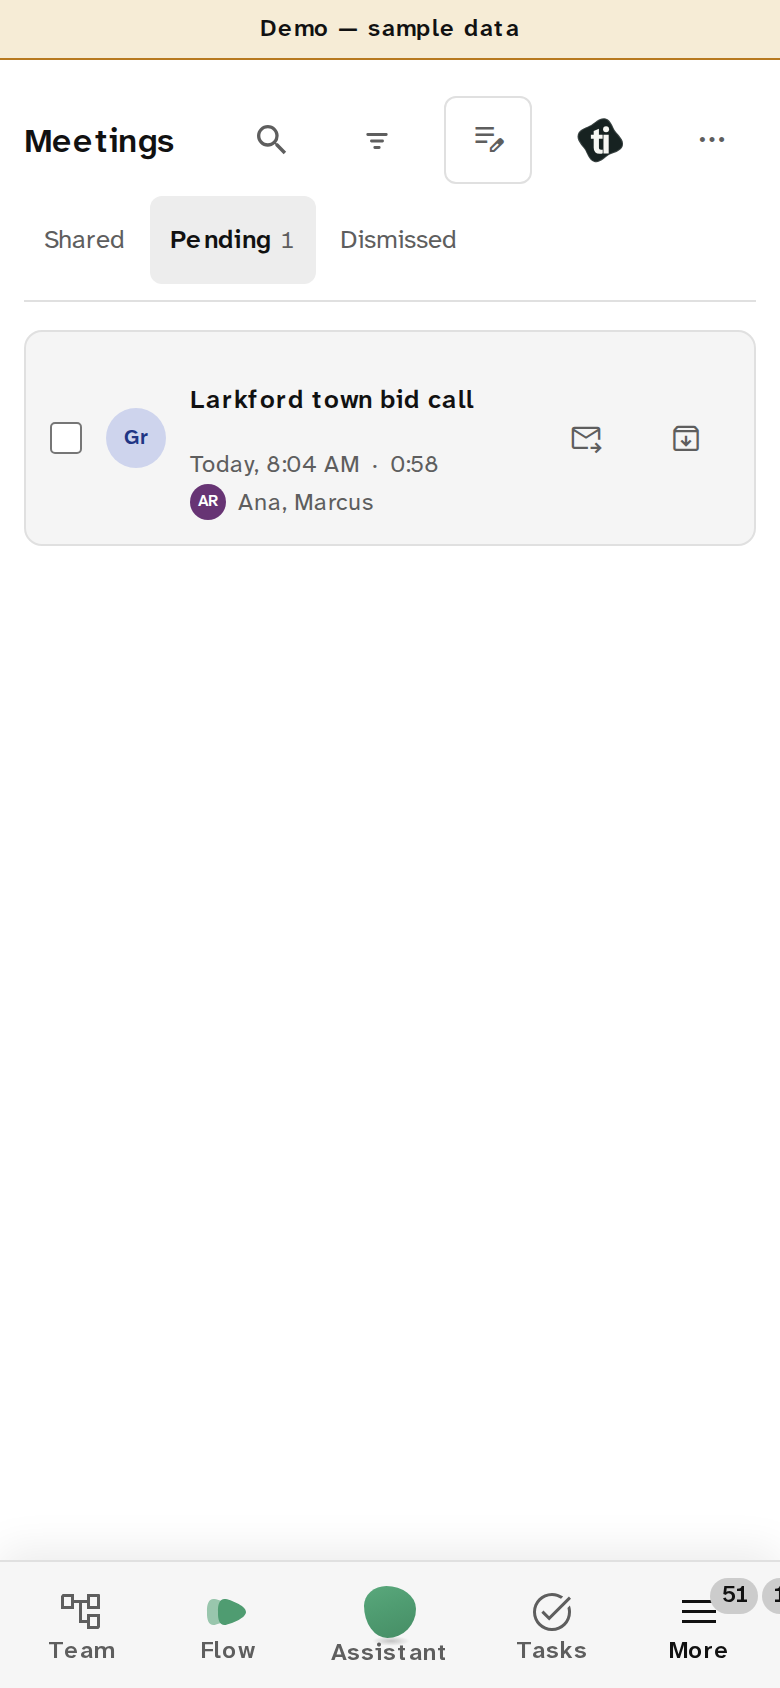 Demo — sample data
Meetings
ti
Shared
Pending 1
Dismissed
Larkford town bid call
Gr
Today, 8:04 AM · 0:58
AR Ana, Marcus
51
Team
Flow
Assistant
Tasks
More